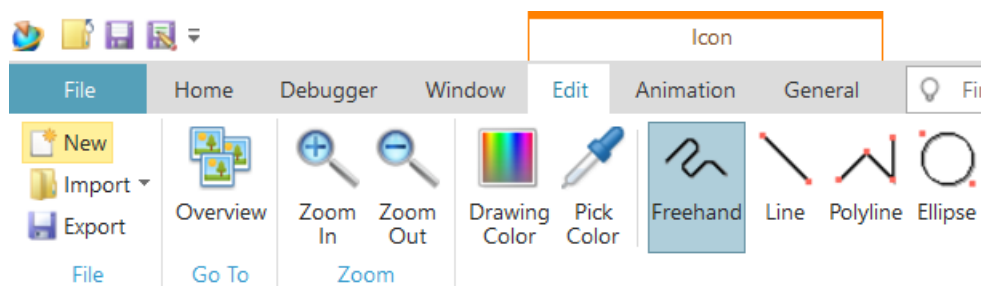 Icon
File Home Debugger Window Edit Animation General
New
Import
Export
Overview
Zoom In
Zoom Out
Drawing Color
Pick Color
Freehand
Line
Polyline
Ellipse
File Go To Zoom